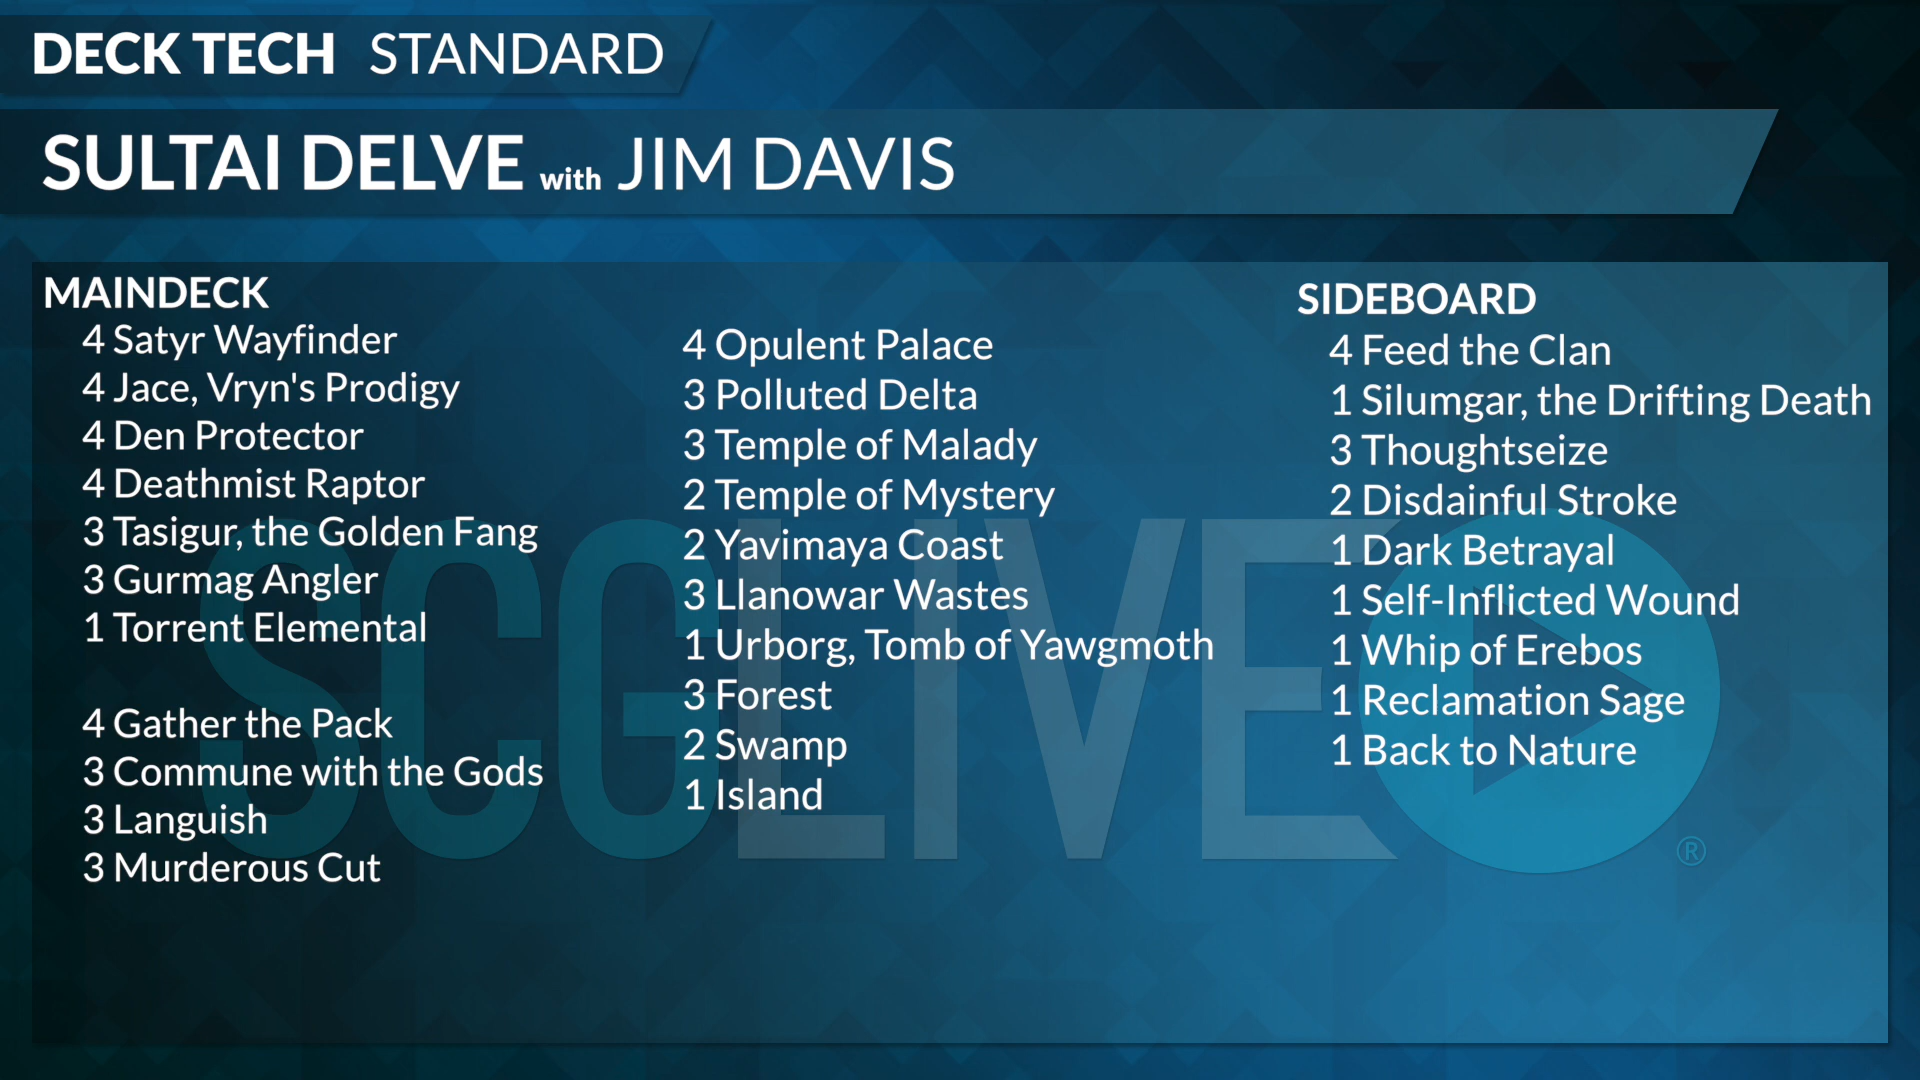 DECK TECH STANDARD
SULTAI DELVE with JIM DAVIS
MAINDECK
4 Satyr Wayfinder
4 Jace, Vryn's Prodigy
4 Den Protector
4 Deathmist Raptor
3 Tasigur, the Golden Fang
3 Gurmag Angler
1 Torrent Elemental
4 Gather the Pack
3 Commune with the Gods
3 Languish
3 Murderous Cut
4 Opulent Palace
3 Polluted Delta
3 Temple of Malady
2 Temple of Mystery
2 Yavimaya Coast
3 Llanowar Wastes
1 Urborg, Tomb of Yawgmoth
3 Forest
2 Swamp
1 Island
SIDEBOARD
4 Feed the Clan
1 Silumgar, the Drifting Death
3 Thoughtseize
2 Disdainful Stroke
1 Dark Betrayal
1 Self-Inflicted Wound
1 Whip of Erebos
1 Reclamation Sage
1 Back to Nature
SCGLIVE ®